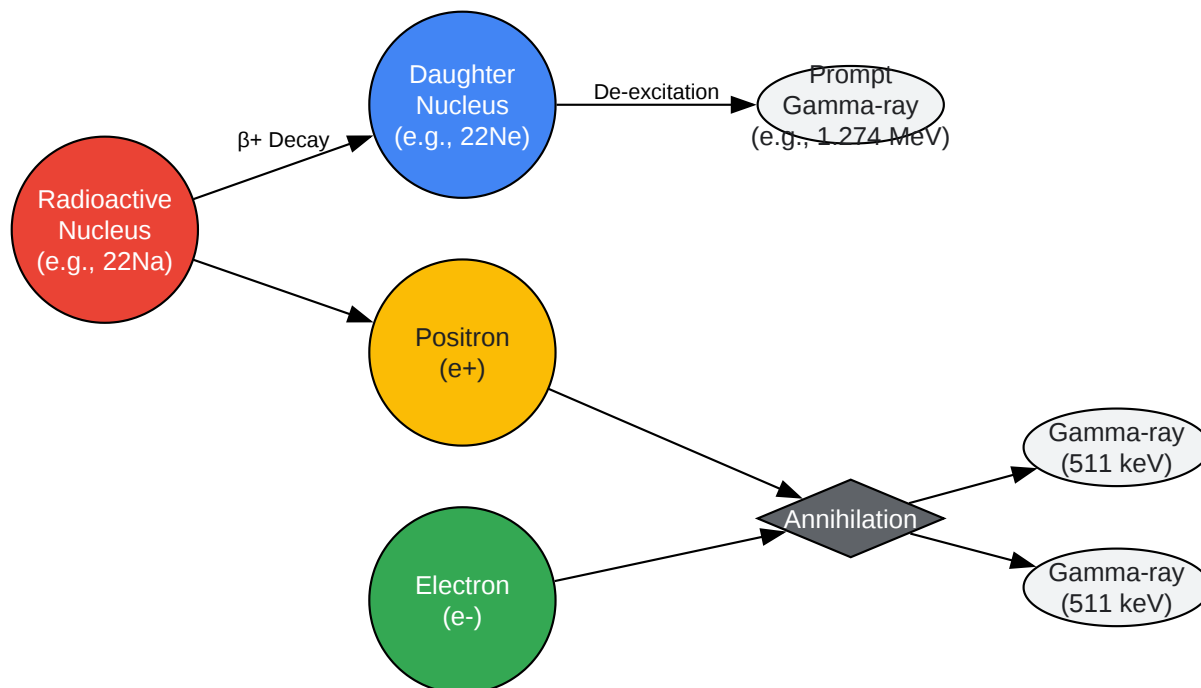 Radioactive
Nucleus
(e.g., 22Na)
β+ Decay
Daughter
Nucleus
(e.g., 22Ne)
De-excitation
Prompt
Gamma-ray
(e.g., 1.274 MeV)
Positron
(e+)
Electron
(e-)
Annihilation
Gamma-ray
(511 keV)
Gamma-ray
(511 keV)